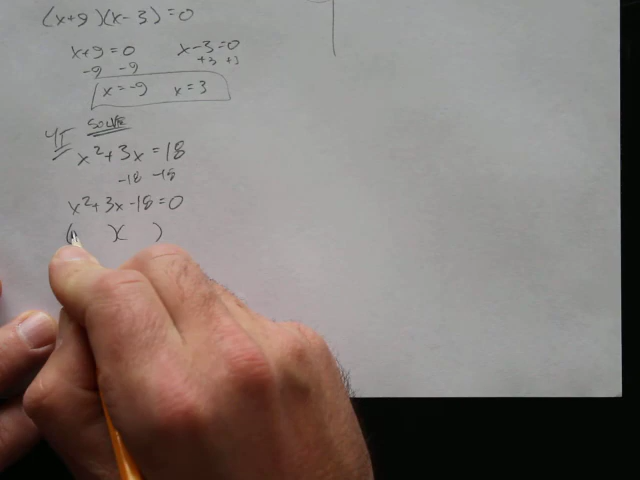 (x+9)(x-3)=0
x+9=0 x-3=0
-9 -9 +3 +3
x=-9 x=3
YT SOLVE
x²+3x=18
-18 -18
x²+3x-18=0
( )( )